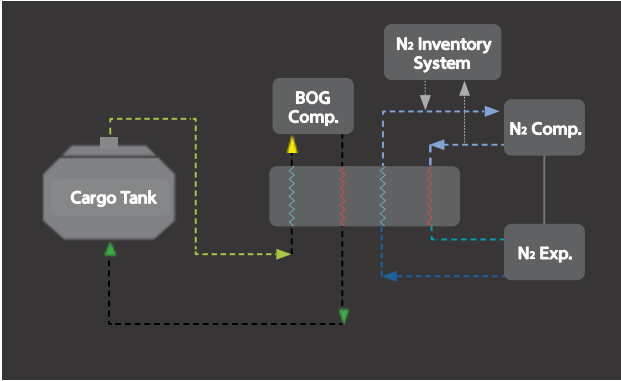 N₂ Inventory
System
BOG
Comp.
N₂ Comp.
Cargo Tank
N₂ Exp.